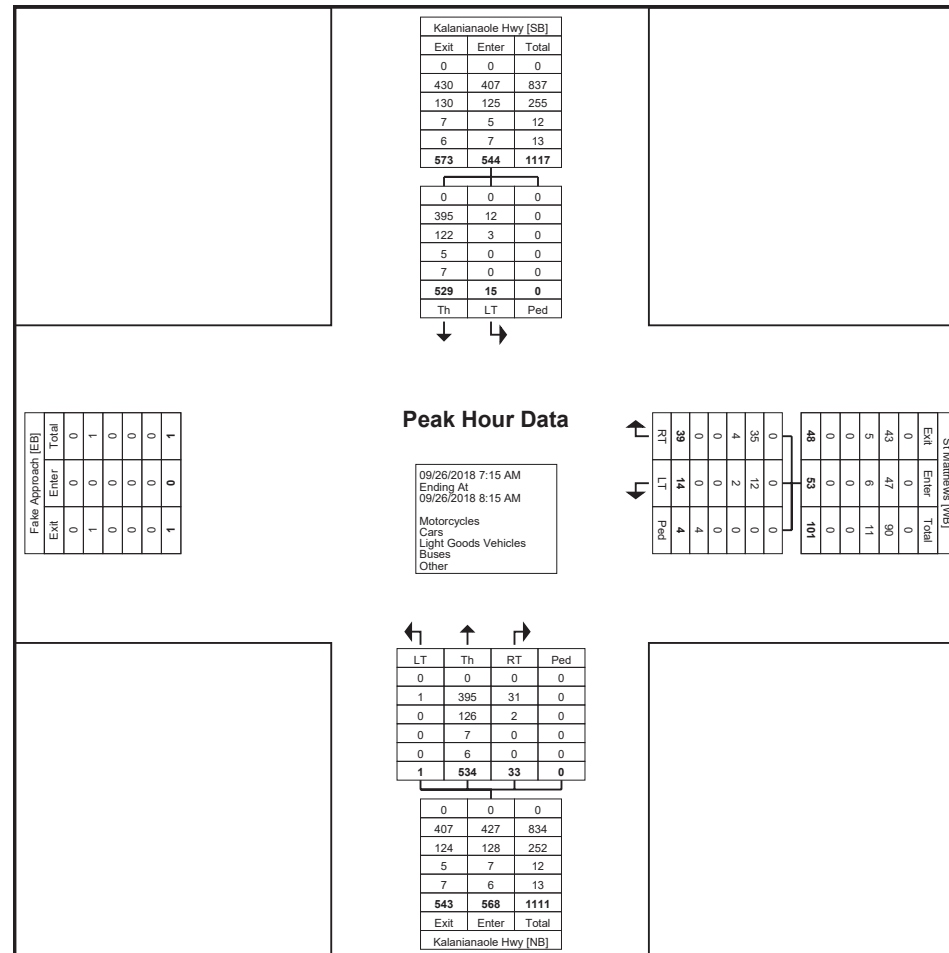 Kalanianaole Hwy [SB]
Exit Enter Total
0 0 0
430 407 837
130 125 255
7 5 12
6 7 13
573 544 1117
0 0 0
395 12 0
122 3 0
5 0 0
7 0 0
529 15 0
Th LT Ped
Fake Approach [EB]
Exit Enter Total
0 0 0
1 0 1
0 0 0
0 0 0
0 0 0
1 0 1
Peak Hour Data
09/26/2018 7:15 AM
Ending At
09/26/2018 8:15 AM
Motorcycles
Cars
Light Goods Vehicles
Buses
Other
St Matthews [WB]
Exit Enter Total
0 0 0
43 47 90
5 6 11
0 0 0
0 0 0
48 53 101
0 0 0
35 12 0
4 2 0
0 0 0
0 0 4
39 14 4
RT LT Ped
LT Th RT Ped
0 0 0 0
1 395 31 0
0 126 2 0
0 7 0 0
0 6 0 0
1 534 33 0
0 0 0
407 427 834
124 128 252
5 7 12
7 6 13
543 568 1111
Exit Enter Total
Kalanianaole Hwy [NB]